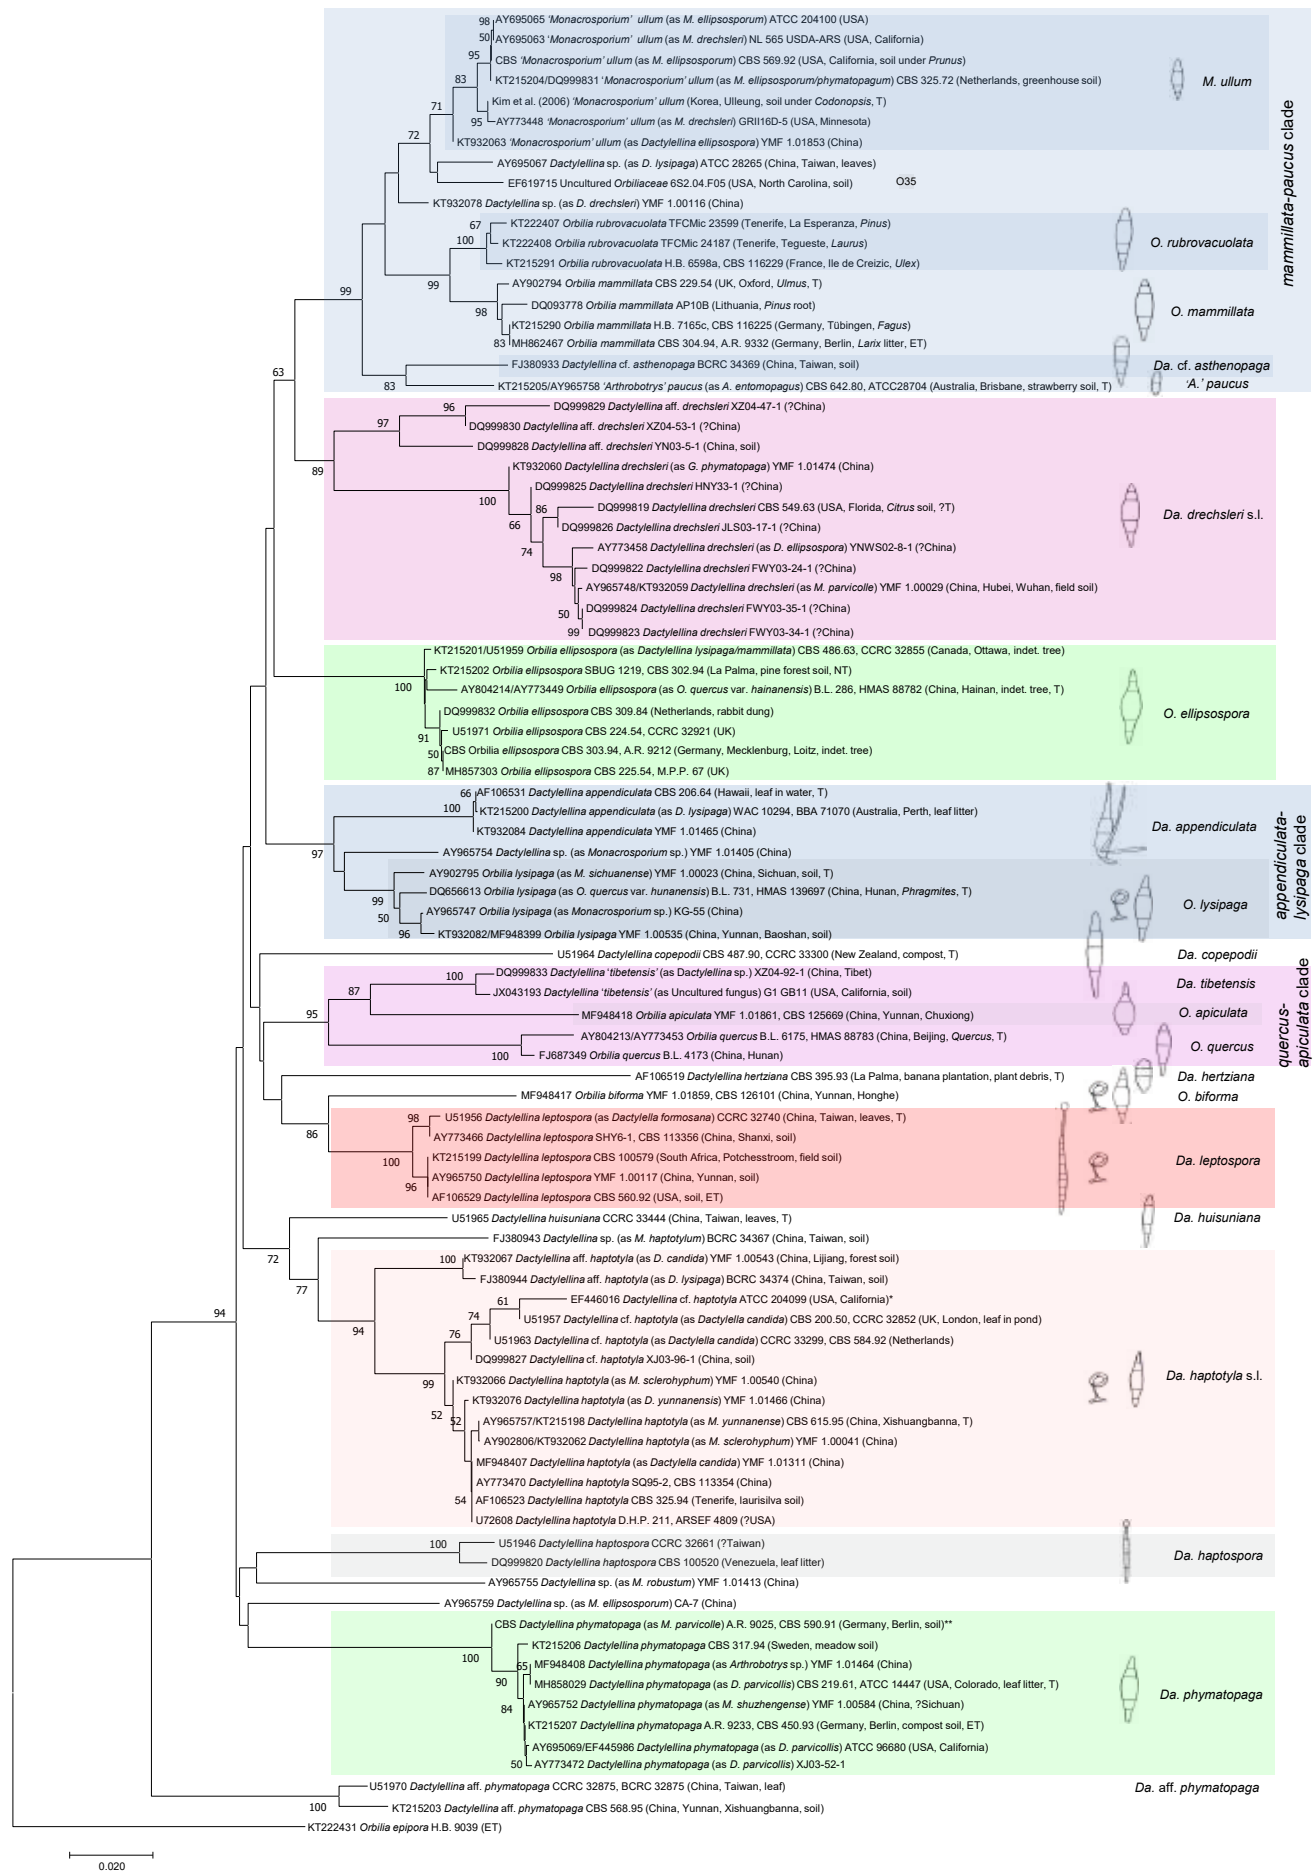 98 AY695065 'Monacrosporium' ullum (as M. ellipsosporum) ATCC 204100 (USA)
50 AY695063 'Monacrosporium' ullum (as M. drechsleri) NL 565 USDA-ARS (USA, California)
95 CBS 'Monacrosporium' ullum (as M. ellipsosporum) CBS 569.92 (USA, California, soil under Prunus)
83 KT215204/DQ999831 'Monacrosporium' ullum (as M. ellipsosporum/phymatopagum) CBS 325.72 (Netherlands, greenhouse soil)
M. ullum
71 Kim et al. (2006) 'Monacrosporium' ullum (Korea, Ulleung, soil under Codonopsis, T)
95 AY773448 'Monacrosporium' ullum (as M. drechsleri) GRII16D-5 (USA, Minnesota)
72 KT932063 'Monacrosporium' ullum (as Dactylellina ellipsospora) YMF 1.01853 (China)
AY695067 Dactylellina sp. (as D. lysipaga) ATCC 28265 (China, Taiwan, leaves)
EF619715 Uncultured Orbiliaceae 6S2.04.F05 (USA, North Carolina, soil) O35
KT932078 Dactylellina sp. (as D. drechsleri) YMF 1.00116 (China)
mammillata-paucus clade
67 KT222407 Orbilia rubrovacuolata TFCMic 23599 (Tenerife, La Esperanza, Pinus)
100 KT222408 Orbilia rubrovacuolata TFCMic 24187 (Tenerife, Tegueste, Laurus)
O. rubrovacuolata
KT215291 Orbilia rubrovacuolata H.B. 6598a, CBS 116229 (France, Ile de Creizic, Ulex)
99 AY902794 Orbilia mammillata CBS 229.54 (UK, Oxford, Ulmus, T)
99 98 DQ093778 Orbilia mammillata AP10B (Lithuania, Pinus root)
O. mammillata
KT215290 Orbilia mammillata H.B. 7165c, CBS 116225 (Germany, Tübingen, Fagus)
83 MH862467 Orbilia mammillata CBS 304.94, A.R. 9332 (Germany, Berlin, Larix litter, ET)
FJ380933 Dactylellina cf. asthenopaga BCRC 34369 (China, Taiwan, soil)
Da. cf. asthenopaga
63 83 KT215205/AY965758 'Arthrobotrys' paucus (as A. entomopagus) CBS 642.80, ATCC28704 (Australia, Brisbane, strawberry soil, T)
'A.' paucus
96 DQ999829 Dactylellina aff. drechsleri XZ04-47-1 (?China)
97 DQ999830 Dactylellina aff. drechsleri XZ04-53-1 (?China)
DQ999828 Dactylellina aff. drechsleri YN03-5-1 (China, soil)
89 KT932060 Dactylellina drechsleri (as G. phymatopaga) YMF 1.01474 (China)
100 DQ999825 Dactylellina drechsleri HNY33-1 (?China)
86 DQ999819 Dactylellina drechsleri CBS 549.63 (USA, Florida, Citrus soil, ?T)
Da. drechsleri s.l.
66 DQ999826 Dactylellina drechsleri JLS03-17-1 (?China)
74 AY773458 Dactylellina drechsleri (as D. ellipsospora) YNWS02-8-1 (?China)
98 DQ999822 Dactylellina drechsleri FWY03-24-1 (?China)
AY965748/KT932059 Dactylellina drechsleri (as M. parvicolle) YMF 1.00029 (China, Hubei, Wuhan, field soil)
50 DQ999824 Dactylellina drechsleri FWY03-35-1 (?China)
99 DQ999823 Dactylellina drechsleri FWY03-34-1 (?China)
KT215201/U51959 Orbilia ellipsospora (as Dactylellina lysipaga/mammillata) CBS 486.63, CCRC 32855 (Canada, Ottawa, indet. tree)
KT215202 Orbilia ellipsospora SBUG 1219, CBS 302.94 (La Palma, pine forest soil, NT)
100 AY804214/AY773449 Orbilia ellipsospora (as O. quercus var. hainanensis) B.L. 286, HMAS 88782 (China, Hainan, indet. tree, T)
DQ999832 Orbilia ellipsospora CBS 309.84 (Netherlands, rabbit dung)
O. ellipsospora
91 U51971 Orbilia ellipsospora CBS 224.54, CCRC 32921 (UK)
50 CBS Orbilia ellipsospora CBS 303.94, A.R. 9212 (Germany, Mecklenburg, Loitz, indet. tree)
87 MH857303 Orbilia ellipsospora CBS 225.54, M.P.P. 67 (UK)
66 AF106531 Dactylellina appendiculata CBS 206.64 (Hawaii, leaf in water, T)
100 KT215200 Dactylellina appendiculata (as D. lysipaga) WAC 10294, BBA 71070 (Australia, Perth, leaf litter)
Da. appendiculata
KT932084 Dactylellina appendiculata YMF 1.01465 (China)
97 AY965754 Dactylellina sp. (as Monacrosporium sp.) YMF 1.01405 (China)
appendiculata-
lysipaga clade
AY902795 Orbilia lysipaga (as M. sichuanense) YMF 1.00023 (China, Sichuan, soil, T)
99 DQ656613 Orbilia lysipaga (as O. quercus var. hunanensis) B.L. 731, HMAS 139697 (China, Hunan, Phragmites, T)
O. lysipaga
50 AY965747 Orbilia lysipaga (as Monacrosporium sp.) KG-55 (China)
96 KT932082/MF948399 Orbilia lysipaga YMF 1.00535 (China, Yunnan, Baoshan, soil)
U51964 Dactylellina copepodii CBS 487.90, CCRC 33300 (New Zealand, compost, T)
Da. copepodii
100 DQ999833 Dactylellina 'tibetensis' (as Dactylellina sp.) XZ04-92-1 (China, Tibet)
Da. tibetensis
87 JX043193 Dactylellina 'tibetensis' (as Uncultured fungus) G1 GB11 (USA, California, soil)
95 MF948418 Orbilia apiculata YMF 1.01861, CBS 125669 (China, Yunnan, Chuxiong)
O. apiculata
quercus-
apiculata clade
AY804213/AY773453 Orbilia quercus B.L. 6175, HMAS 88783 (China, Beijing, Quercus, T)
O. quercus
100 FJ687349 Orbilia quercus B.L. 4173 (China, Hunan)
AF106519 Dactylellina hertziana CBS 395.93 (La Palma, banana plantation, plant debris, T)
Da. hertziana
MF948417 Orbilia biforma YMF 1.01859, CBS 126101 (China, Yunnan, Honghe)
O. biforma
98 U51956 Dactylellina leptospora (as Dactylella formosana) CCRC 32740 (China, Taiwan, leaves, T)
86 AY773466 Dactylellina leptospora SHY6-1, CBS 113356 (China, Shanxi, soil)
100 KT215199 Dactylellina leptospora CBS 100579 (South Africa, Potchesstroom, field soil)
Da. leptospora
96 AY965750 Dactylellina leptospora YMF 1.00117 (China, Yunnan, soil)
AF106529 Dactylellina leptospora CBS 560.92 (USA, soil, ET)
U51965 Dactylellina huisuniana CCRC 33444 (China, Taiwan, leaves, T)
Da. huisuniana
72 FJ380943 Dactylellina sp. (as M. haptotylum) BCRC 34367 (China, Taiwan, soil)
100 KT932067 Dactylellina aff. haptotyla (as D. candida) YMF 1.00543 (China, Lijiang, forest soil)
77 FJ380944 Dactylellina aff. haptotyla (as D. lysipaga) BCRC 34374 (China, Taiwan, soil)
61 EF446016 Dactylellina cf. haptotyla ATCC 204099 (USA, California)*
94 94 74 U51957 Dactylellina cf. haptotyla (as Dactylella candida) CBS 200.50, CCRC 32852 (UK, London, leaf in pond)
76 U51963 Dactylellina cf. haptotyla (as Dactylella candida) CCRC 33299, CBS 584.92 (Netherlands)
DQ999827 Dactylellina cf. haptotyla XJ03-96-1 (China, soil)
99 KT932066 Dactylellina haptotyla (as M. sclerohyphum) YMF 1.00540 (China)
Da. haptotyla s.l.
KT932076 Dactylellina haptotyla (as D. yunnanensis) YMF 1.01466 (China)
52 52 AY965757/KT215198 Dactylellina haptotyla (as M. yunnanense) CBS 615.95 (China, Xishuangbanna, T)
AY902806/KT932062 Dactylellina haptotyla (as M. sclerohyphum) YMF 1.00041 (China)
MF948407 Dactylellina haptotyla (as Dactylella candida) YMF 1.01311 (China)
AY773470 Dactylellina haptotyla SQ95-2, CBS 113354 (China)
54 AF106523 Dactylellina haptotyla CBS 325.94 (Tenerife, laurisilva soil)
U72608 Dactylellina haptotyla D.H.P. 211, ARSEF 4809 (?USA)
100 U51946 Dactylellina haptospora CCRC 32661 (?Taiwan)
Da. haptospora
DQ999820 Dactylellina haptospora CBS 100520 (Venezuela, leaf litter)
AY965755 Dactylellina sp. (as M. robustum) YMF 1.01413 (China)
AY965759 Dactylellina sp. (as M. ellipsosporum) CA-7 (China)
CBS Dactylellina phymatopaga (as M. parvicolle) A.R. 9025, CBS 590.91 (Germany, Berlin, soil)**
100 KT215206 Dactylellina phymatopaga CBS 317.94 (Sweden, meadow soil)
65 MF948408 Dactylellina phymatopaga (as Arthrobotrys sp.) YMF 1.01464 (China)
90 MH858029 Dactylellina phymatopaga (as D. parvicollis) CBS 219.61, ATCC 14447 (USA, Colorado, leaf litter, T)
Da. phymatopaga
84 AY965752 Dactylellina phymatopaga (as M. shuzhengense) YMF 1.00584 (China, ?Sichuan)
KT215207 Dactylellina phymatopaga A.R. 9233, CBS 450.93 (Germany, Berlin, compost soil, ET)
AY695069/EF445986 Dactylellina phymatopaga (as D. parvicollis) ATCC 96680 (USA, California)
50 AY773472 Dactylellina phymatopaga (as D. parvicollis) XJ03-52-1
U51970 Dactylellina aff. phymatopaga CCRC 32875, BCRC 32875 (China, Taiwan, leaf)
Da. aff. phymatopaga
100 KT215203 Dactylellina aff. phymatopaga CBS 568.95 (China, Yunnan, Xishuangbanna, soil)
KT222431 Orbilia epipora H.B. 9039 (ET)
0.020